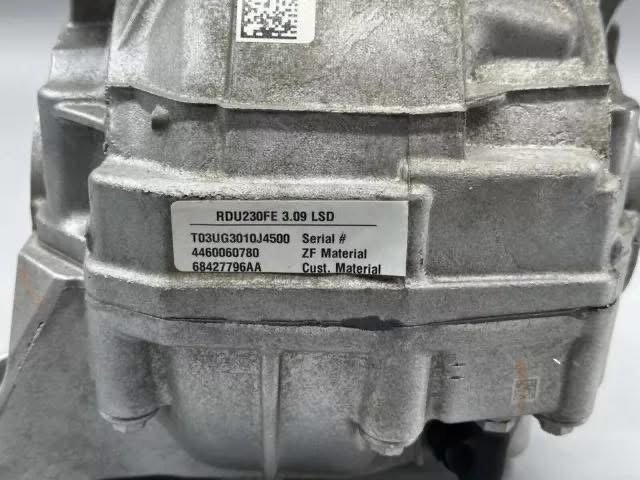 RDU230FE 3.09 LSD
T03UG3010J4500 Serial #
4460060780 ZF Material
68427796AA Cust. Material